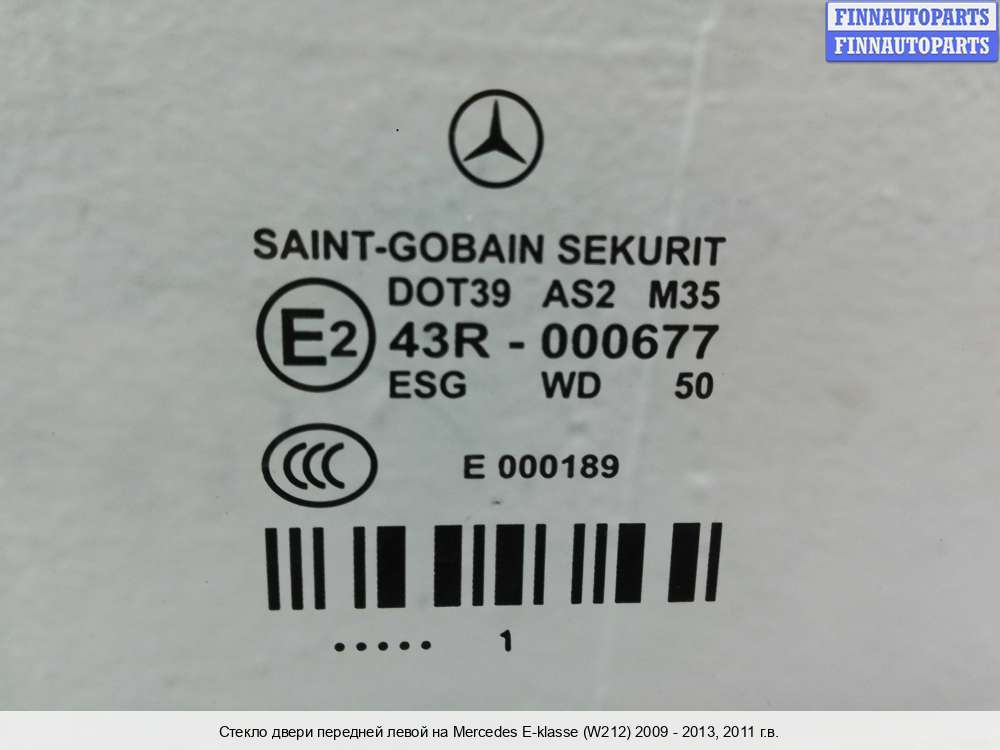 FINNAUTOPARTS
FINNAUTOPARTS
SAINT-GOBAIN SEKURIT
DOT39 AS2 M35
E2 43R - 000677
ESG WD 50
CCC E 000189
..... 1
Стекло двери передней левой на Mercedes E-klasse (W212) 2009 - 2013, 2011 г.в.